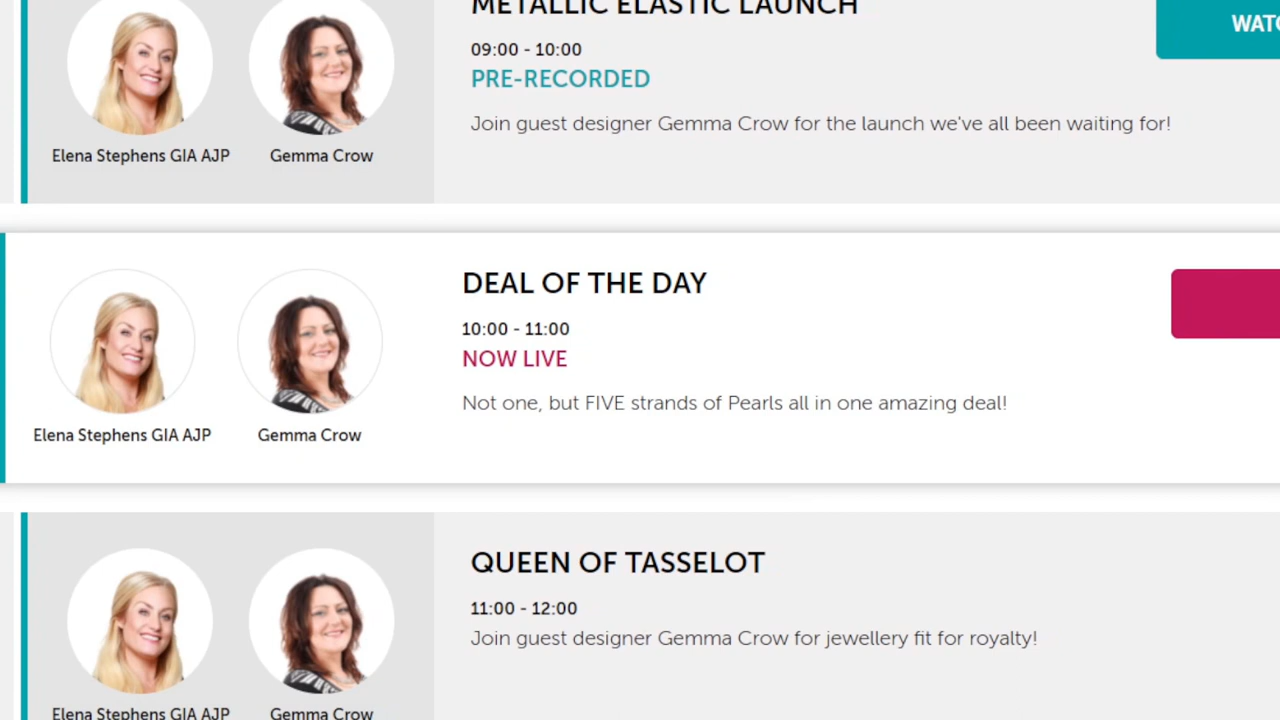 METALLIC ELASTIC LAUNCH
09:00 - 10:00
PRE-RECORDED
Join guest designer Gemma Crow for the launch we've all been waiting for!
Elena Stephens GIA AJP
Gemma Crow
DEAL OF THE DAY
10:00 - 11:00
NOW LIVE
Not one, but FIVE strands of Pearls all in one amazing deal!
Elena Stephens GIA AJP
Gemma Crow
QUEEN OF TASSELOT
11:00 - 12:00
Join guest designer Gemma Crow for jewellery fit for royalty!
Elena Stephens GIA AJP
Gemma Crow